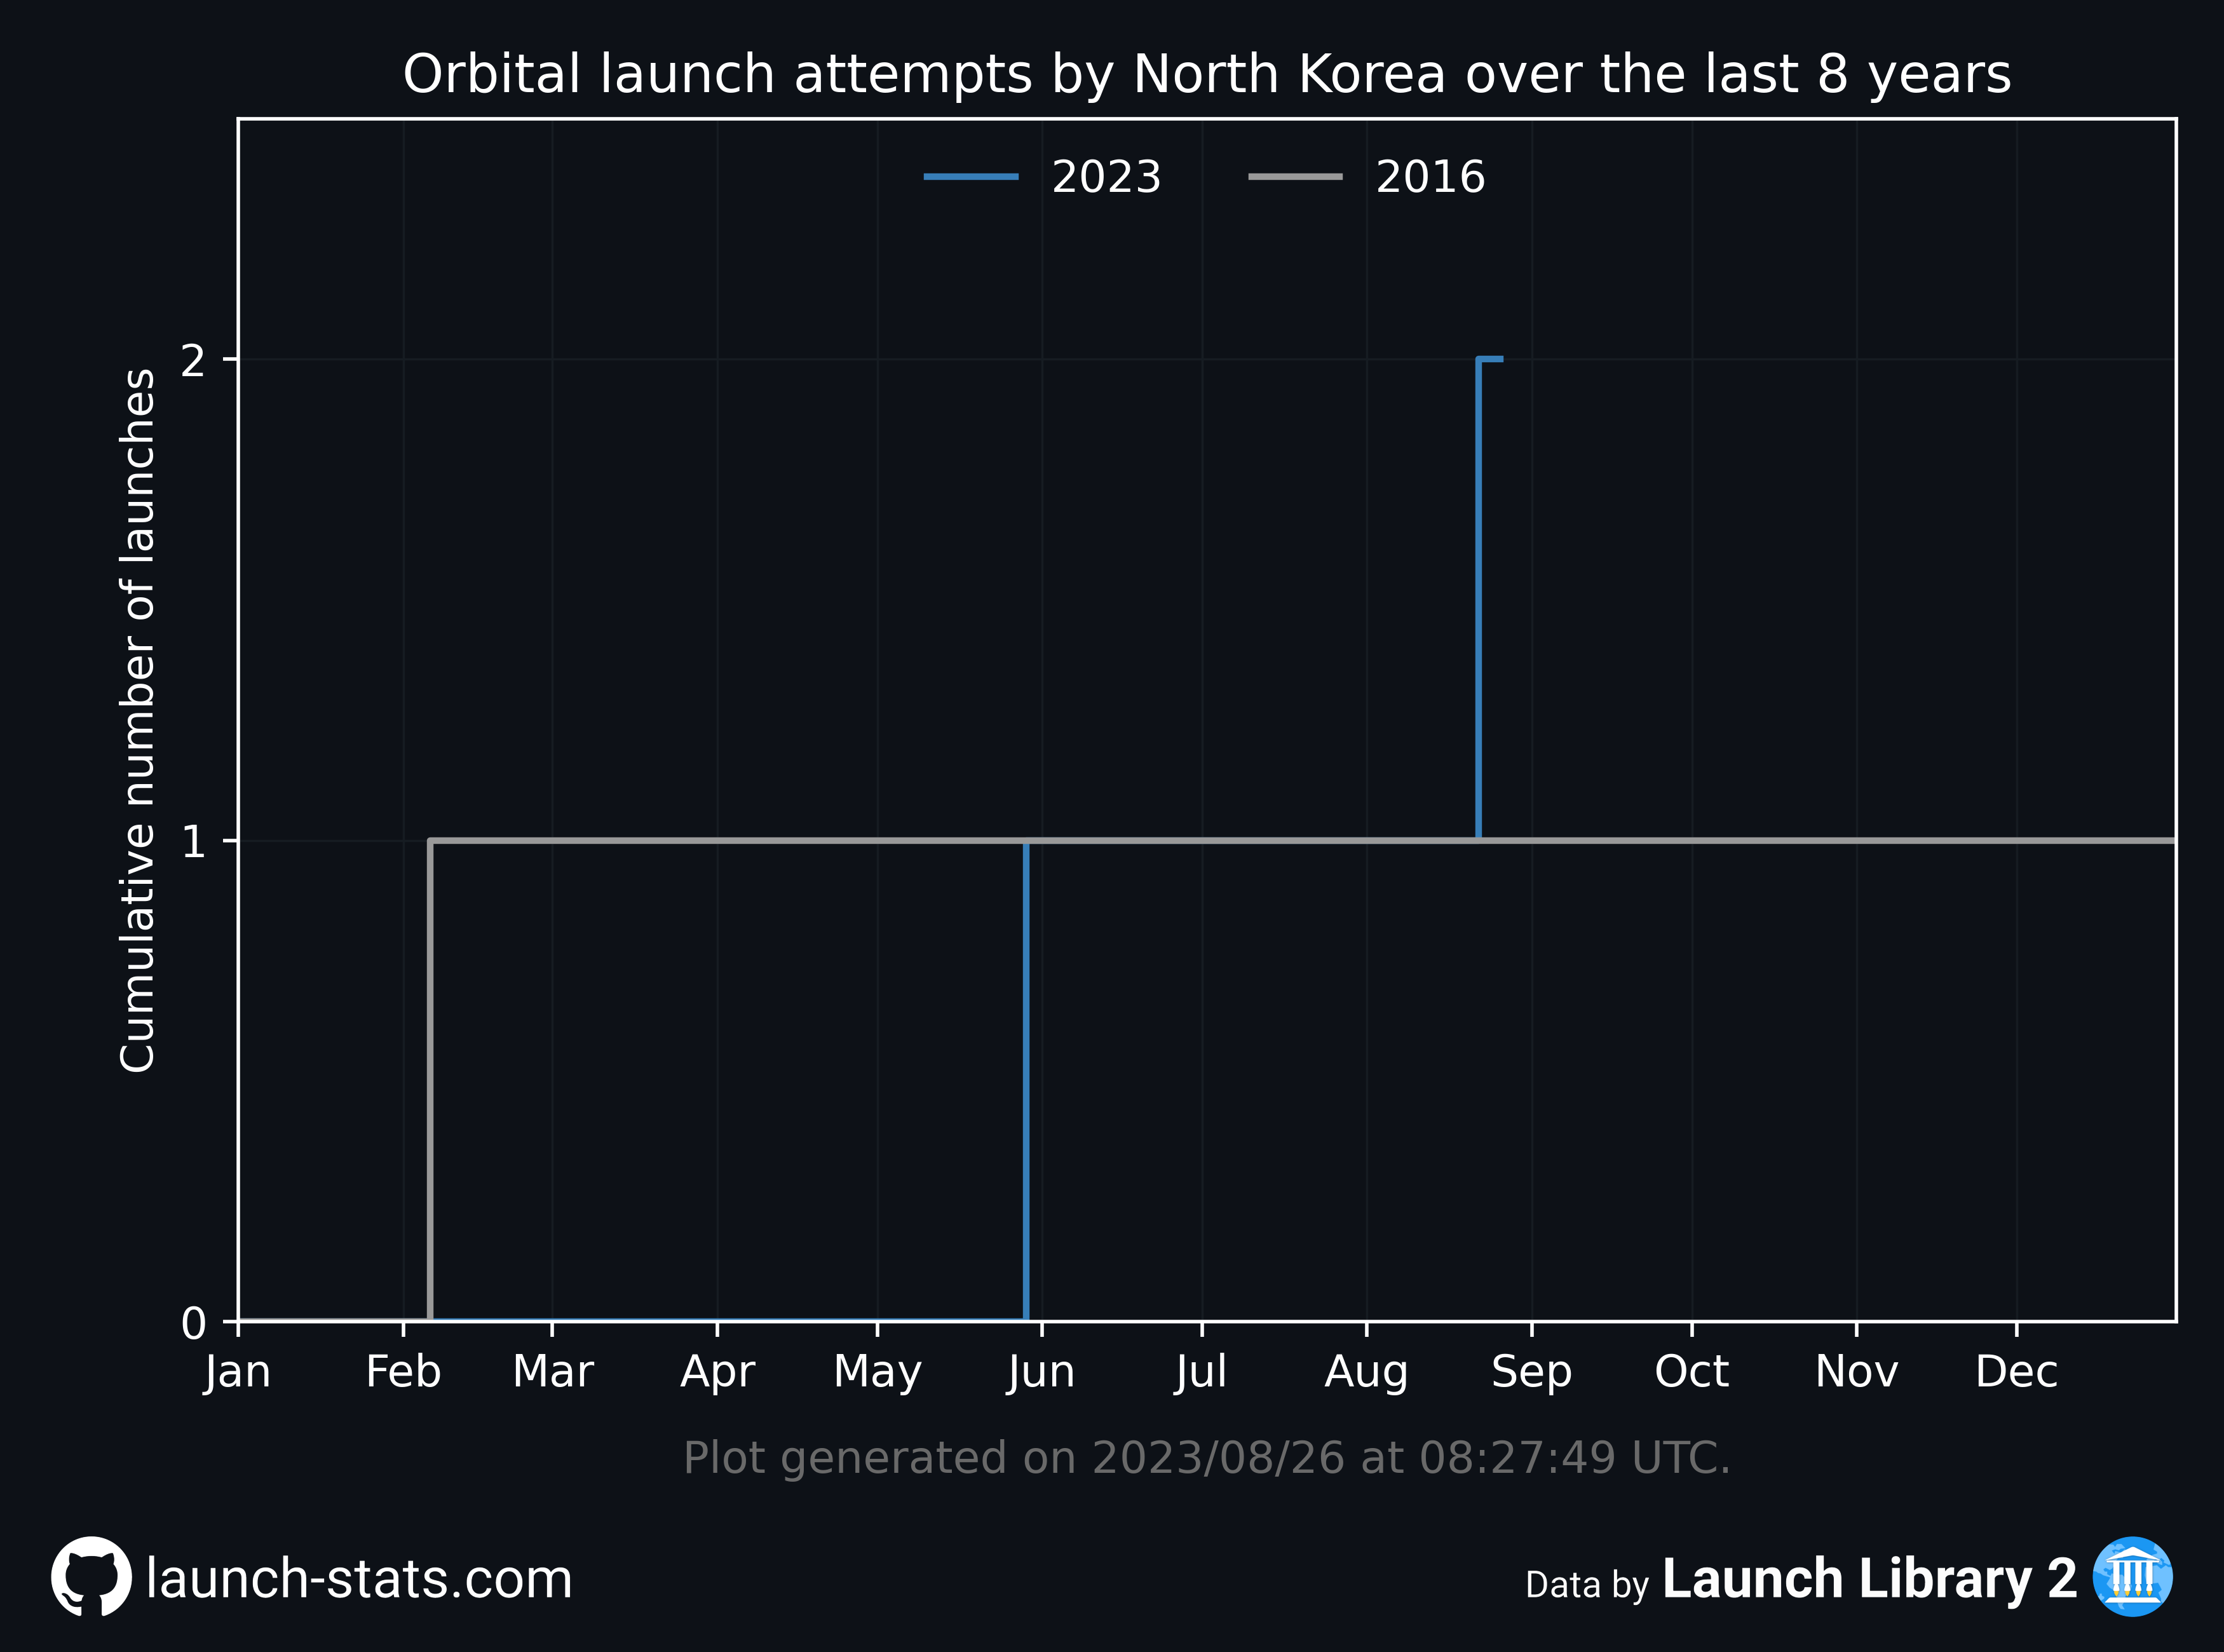 Orbital launch attempts by North Korea over the last 8 years
2023 2016
Cumulative number of launches
2
1
0
Jan Feb Mar Apr May Jun Jul Aug Sep Oct Nov Dec
Plot generated on 2023/08/26 at 08:27:49 UTC.
launch-stats.com
Data by Launch Library 2